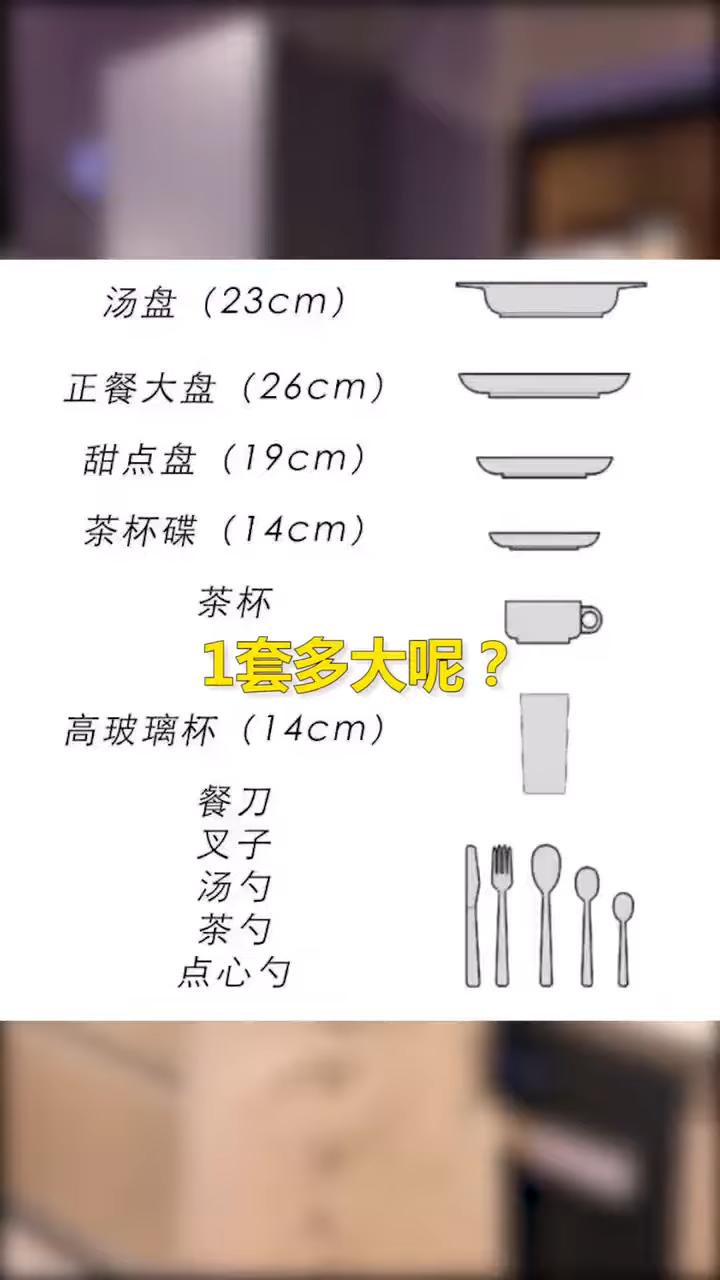 汤盘（23cm）
正餐大盘（26cm）
甜点盘（19cm）
茶杯碟（14cm）
茶杯
1套多大呢？
高玻璃杯（14cm）
餐刀
叉子
汤勺
茶勺
点心勺